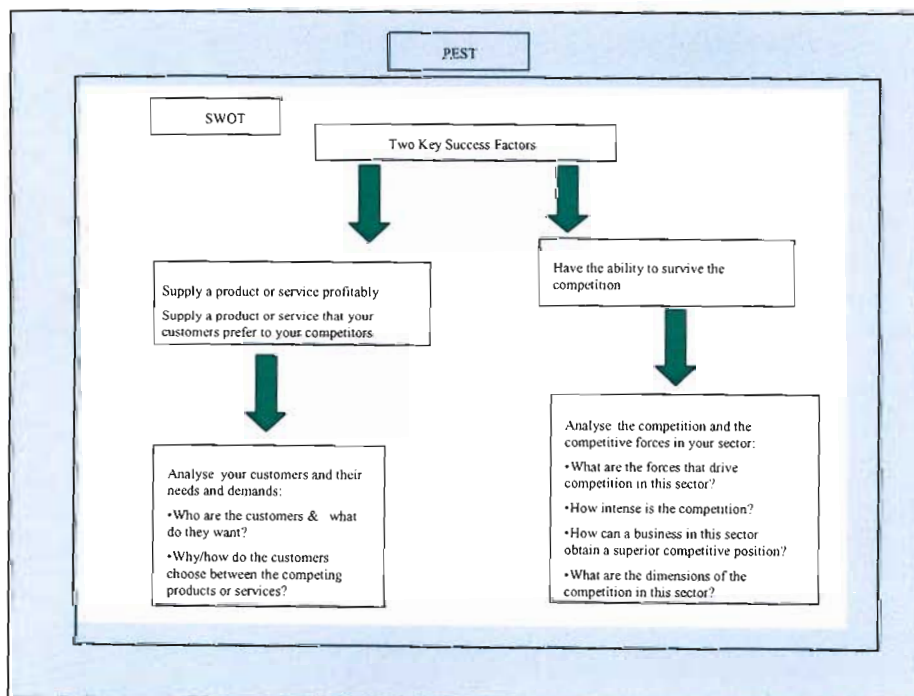 PEST
SWOT
Two Key Success Factors
Supply a product or service profitably
Supply a product or service that your
customers prefer to your competitors
Have the ability to survive the
competition
Analyse your customers and their
needs and demands:
•Who are the customers & what
do they want?
•Why/how do the customers
choose between the competing
products or services?
Analyse the competition and the
competitive forces in your sector:
•What are the forces that drive
competition in this sector?
•How intense is the competition?
•How can a business in this sector
obtain a superior competitive position?
•What are the dimensions of the
competition in this sector?